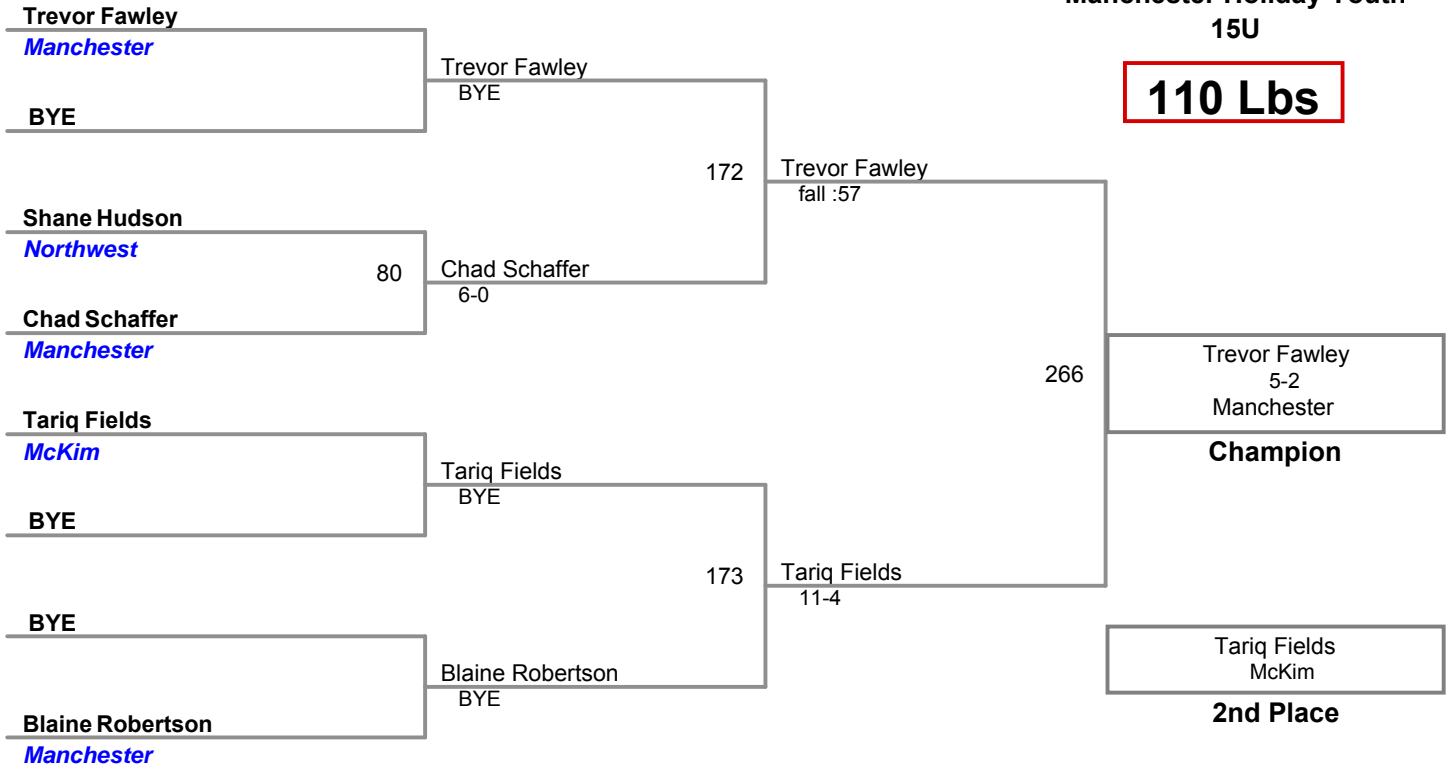 Manchester Holiday Youth
15U
110 Lbs
Trevor Fawley
Manchester
BYE
Shane Hudson
Northwest
80
Chad Schaffer
Manchester
Tariq Fields
McKim
BYE
BYE
Blaine Robertson
Manchester
Trevor Fawley
BYE
172
Chad Schaffer
6-0
Tariq Fields
BYE
173
Blaine Robertson
BYE
Trevor Fawley
fall :57
266
Tariq Fields
11-4
Trevor Fawley
5-2
Manchester
Champion
Tariq Fields
McKim
2nd Place